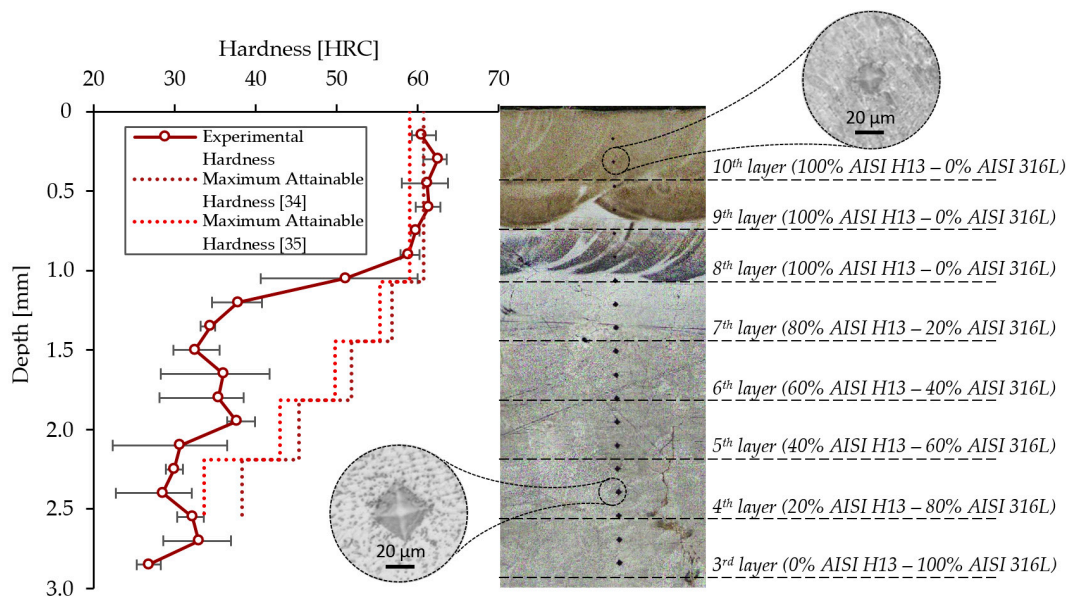 Hardness [HRC]
20 30 40 50 60 70
0
0.5
1.0
1.5
2.0
2.5
3.0
Depth [mm]
Experimental
Hardness
Maximum Attainable
Hardness [34]
Maximum Attainable
Hardness [35]
20 µm
10th layer (100% AISI H13 – 0% AISI 316L)
9th layer (100% AISI H13 – 0% AISI 316L)
8th layer (100% AISI H13 – 0% AISI 316L)
7th layer (80% AISI H13 – 20% AISI 316L)
6th layer (60% AISI H13 – 40% AISI 316L)
5th layer (40% AISI H13 – 60% AISI 316L)
4th layer (20% AISI H13 – 80% AISI 316L)
3rd layer (0% AISI H13 – 100% AISI 316L)
20 µm